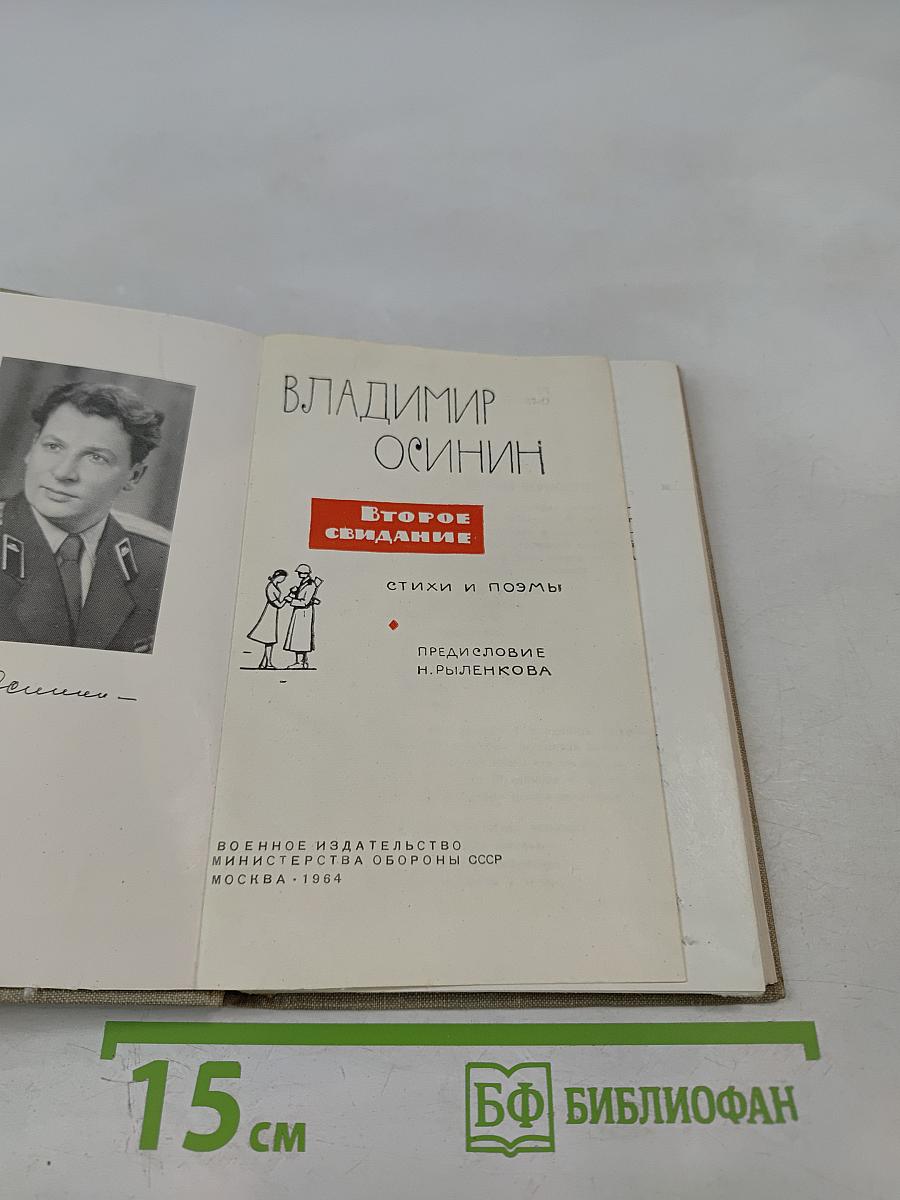 ВЛАДИМИР
ОСИНИН
ВТОРОЕ
СВИДАНИЕ
СТИХИ И ПОЭМЫ
ПРЕДИСЛОВИЕ
Н. РЫЛЕНКОВА
ВОЕННОЕ ИЗДАТЕЛЬСТВО
МИНИСТЕРСТВА ОБОРОНЫ СССР
МОСКВА • 1964
15 см
БФ БИБЛИОФАН